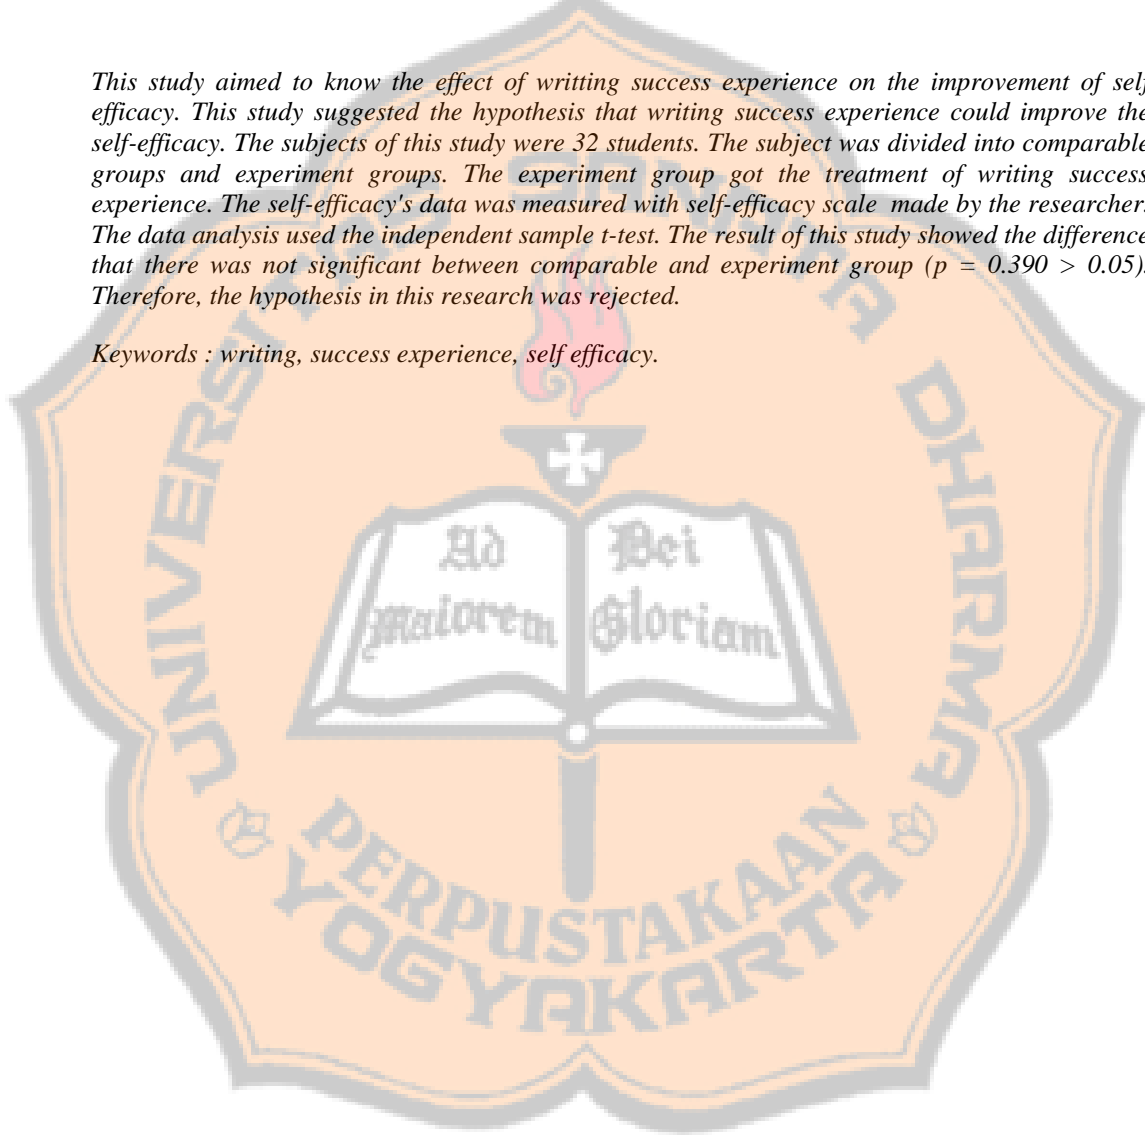 This study aimed to know the effect of writting success experience on the improvement of self
efficacy. This study suggested the hypothesis that writing success experience could improve the
self-efficacy. The subjects of this study were 32 students. The subject was divided into comparable
groups and experiment groups. The experiment group got the treatment of writing success
experience. The self-efficacy's data was measured with self-efficacy scale made by the researcher.
The data analysis used the independent sample t-test. The result of this study showed the difference
that there was not significant between comparable and experiment group (p = 0.390 > 0.05).
Therefore, the hypothesis in this research was rejected.
Keywords : writing, success experience, self efficacy.
UNIVERSITAS SANATA DHARMA
Ad Dei
Maiorem Gloriam
PERPUSTAKAAN
YOGYAKARTA